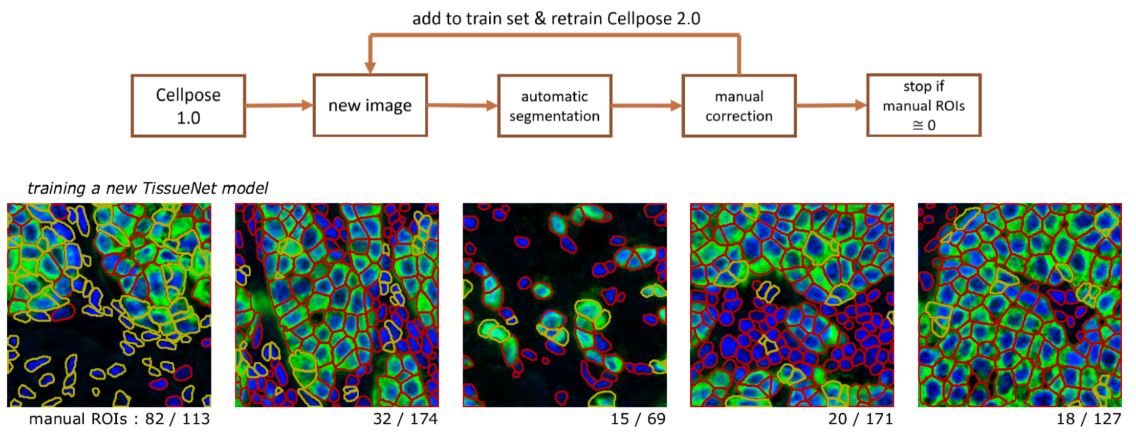 add to train set & retrain Cellpose 2.0
Cellpose
1.0
new image
automatic
segmentation
manual
correction
stop if
manual ROIs
≅ 0
training a new TissueNet model
manual ROIs : 82 / 113
32 / 174
15 / 69
20 / 171
18 / 127